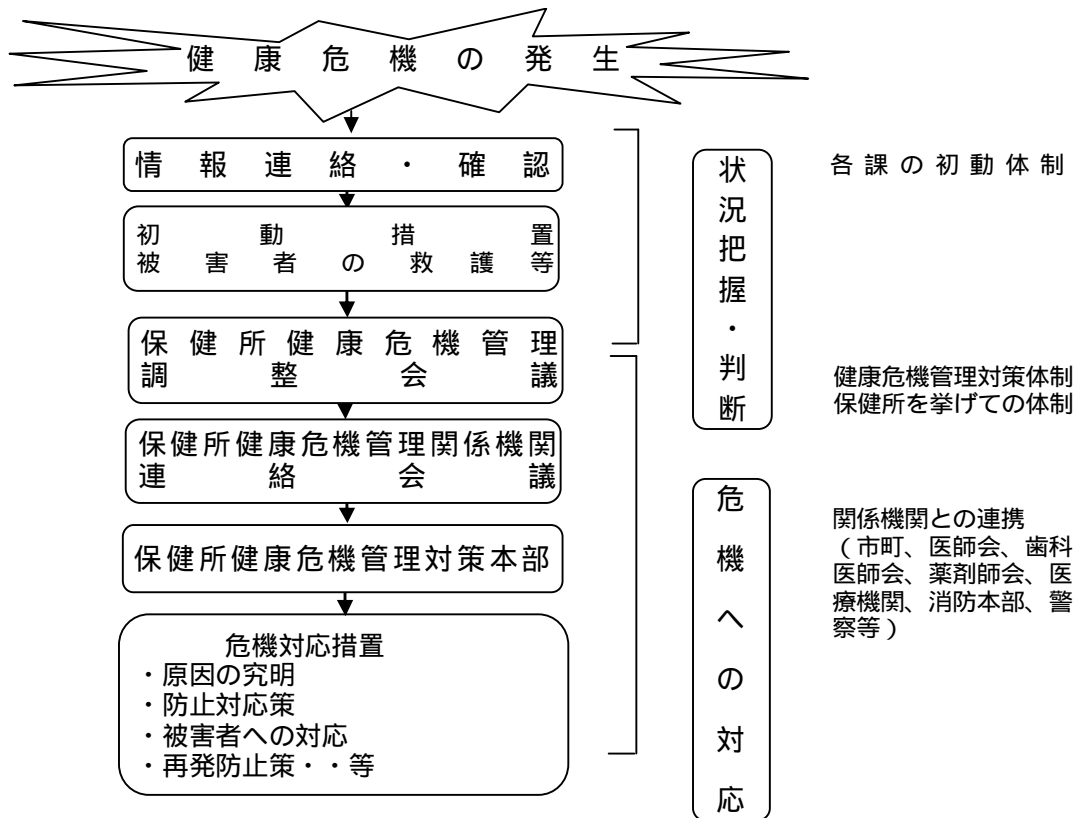 健康危機の発生
情報連絡・確認
初動措置
被害者の救護等
保健所健康危機管理
調整会議
保健所健康危機管理関係機関
連絡会議
保健所健康危機管理対策本部
危機対応措置
・原因の究明
・防止対応策
・被害者への対応
・再発防止策・・等
状況把握・判断
危機への対応
各課の初動体制
健康危機管理対策体制
保健所を挙げての体制
関係機関との連携
（市町、医師会、歯科
医師会、薬剤師会、医
療機関、消防本部、警
察等）